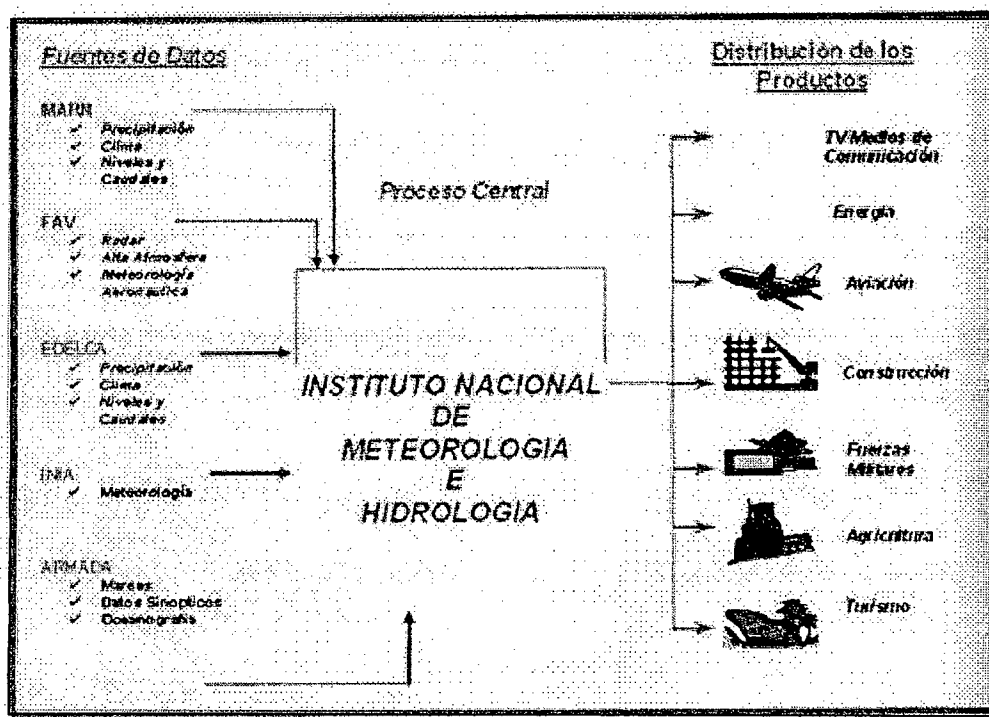 Fuentes de Datos
MARN
Precipitación
Clima
Niveles y
Caudales
FAV
Radar
Alta Atmosfera
Meteorología
Aeronautica
EDELCA
Precipitación
Clima
Niveles y
Caudales
INIA
Meteorología
ARMADA
Mareas
Datos Sinopticos
Oceanografia
Proceso Central
INSTITUTO NACIONAL
DE
METEOROLOGIA
E
HIDROLOGIA
Distribución de los
Productos
TV/Medios de
Comunicación
Energía
Aviación
Construcción
Fuerzas
Militares
Agricultura
Turismo